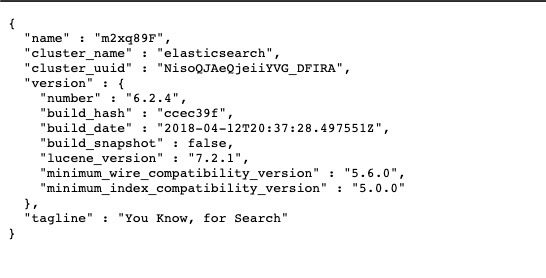 {
  "name" : "m2xq89F",
  "cluster_name" : "elasticsearch",
  "cluster_uuid" : "NisoQJAeQjeiiYVG_DFIRA",
  "version" : {
    "number" : "6.2.4",
    "build_hash" : "ccec39f",
    "build_date" : "2018-04-12T20:37:28.497551Z",
    "build_snapshot" : false,
    "lucene_version" : "7.2.1",
    "minimum_wire_compatibility_version" : "5.6.0",
    "minimum_index_compatibility_version" : "5.0.0"
  },
  "tagline" : "You Know, for Search"
}